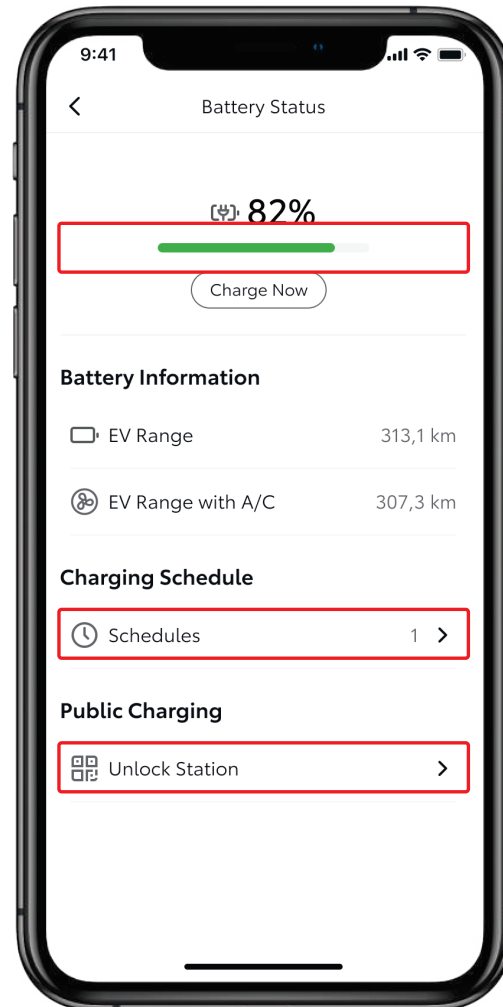 9:41
Battery Status
82%
Charge Now
Battery Information
EV Range 313,1 km
EV Range with A/C 307,3 km
Charging Schedule
Schedules 1
Public Charging
Unlock Station